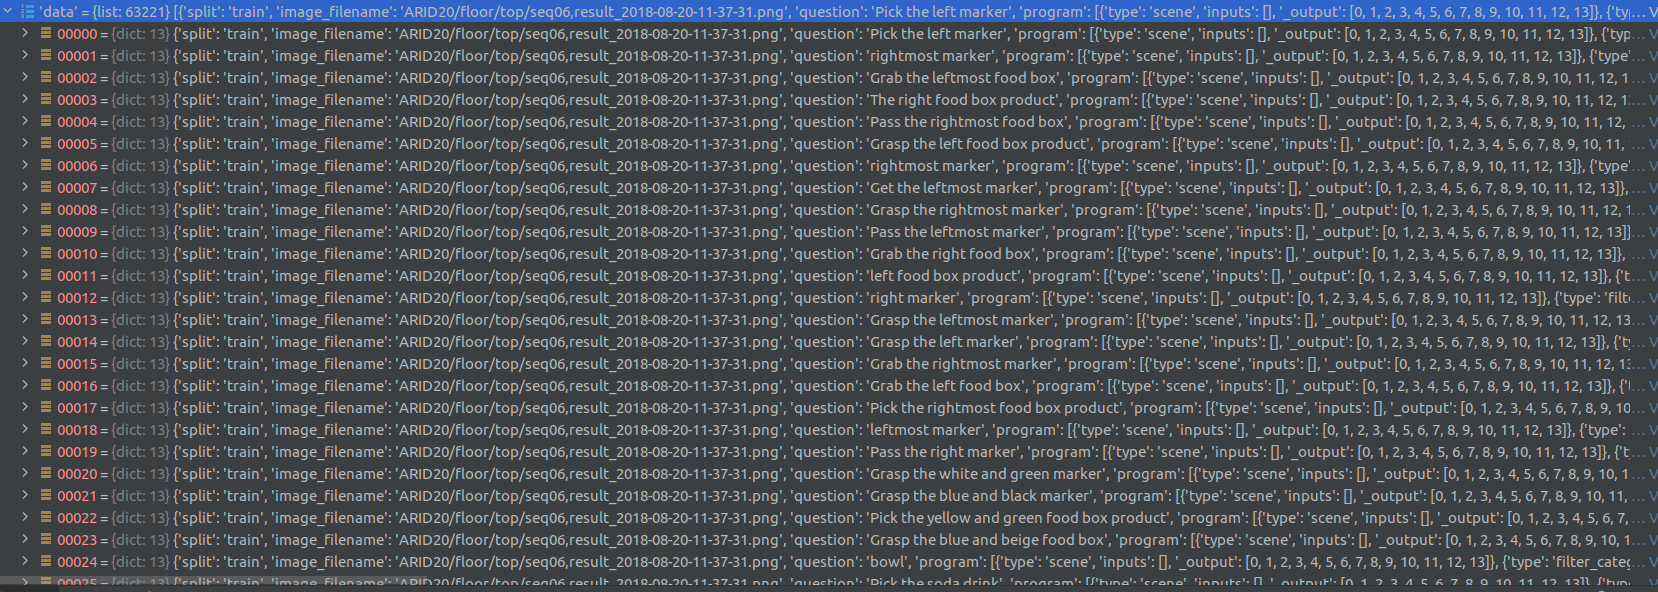 'data' = {list: 63221} [{'split': 'train', 'image_filename': 'ARID20/floor/top/seq06,result_2018-08-20-11-37-31.png', 'question': 'Pick the left marker', 'program': [{'type': 'scene', 'inputs': [], '_output': [0, 1, 2, 3, 4, 5, 6, 7, 8, 9, 10, 11, 12, 13]}, {'typ... V
00000 = {dict: 13} {'split': 'train', 'image_filename': 'ARID20/floor/top/seq06,result_2018-08-20-11-37-31.png', 'question': 'Pick the left marker', 'program': [{'type': 'scene', 'inputs': [], '_output': [0, 1, 2, 3, 4, 5, 6, 7, 8, 9, 10, 11, 12, 13]}, {'typ... V
00001 = {dict: 13} {'split': 'train', 'image_filename': 'ARID20/floor/top/seq06,result_2018-08-20-11-37-31.png', 'question': 'rightmost marker', 'program': [{'type': 'scene', 'inputs': [], '_output': [0, 1, 2, 3, 4, 5, 6, 7, 8, 9, 10, 11, 12, 13]}, {'type'... V
00002 = {dict: 13} {'split': 'train', 'image_filename': 'ARID20/floor/top/seq06,result_2018-08-20-11-37-31.png', 'question': 'Grab the leftmost food box', 'program': [{'type': 'scene', 'inputs': [], '_output': [0, 1, 2, 3, 4, 5, 6, 7, 8, 9, 10, 11, 12, 1... V
00003 = {dict: 13} {'split': 'train', 'image_filename': 'ARID20/floor/top/seq06,result_2018-08-20-11-37-31.png', 'question': 'The right food box product', 'program': [{'type': 'scene', 'inputs': [], '_output': [0, 1, 2, 3, 4, 5, 6, 7, 8, 9, 10, 11, 12, 1... V
00004 = {dict: 13} {'split': 'train', 'image_filename': 'ARID20/floor/top/seq06,result_2018-08-20-11-37-31.png', 'question': 'Pass the rightmost food box', 'program': [{'type': 'scene', 'inputs': [], '_output': [0, 1, 2, 3, 4, 5, 6, 7, 8, 9, 10, 11, 12, ... V
00005 = {dict: 13} {'split': 'train', 'image_filename': 'ARID20/floor/top/seq06,result_2018-08-20-11-37-31.png', 'question': 'Grasp the left food box product', 'program': [{'type': 'scene', 'inputs': [], '_output': [0, 1, 2, 3, 4, 5, 6, 7, 8, 9, 10, 11, ... V
00006 = {dict: 13} {'split': 'train', 'image_filename': 'ARID20/floor/top/seq06,result_2018-08-20-11-37-31.png', 'question': 'rightmost marker', 'program': [{'type': 'scene', 'inputs': [], '_output': [0, 1, 2, 3, 4, 5, 6, 7, 8, 9, 10, 11, 12, 13]}, {'type'... V
00007 = {dict: 13} {'split': 'train', 'image_filename': 'ARID20/floor/top/seq06,result_2018-08-20-11-37-31.png', 'question': 'Get the leftmost marker', 'program': [{'type': 'scene', 'inputs': [], '_output': [0, 1, 2, 3, 4, 5, 6, 7, 8, 9, 10, 11, 12, 13]}, ... V
00008 = {dict: 13} {'split': 'train', 'image_filename': 'ARID20/floor/top/seq06,result_2018-08-20-11-37-31.png', 'question': 'Grasp the rightmost marker', 'program': [{'type': 'scene', 'inputs': [], '_output': [0, 1, 2, 3, 4, 5, 6, 7, 8, 9, 10, 11, 12, 1... V
00009 = {dict: 13} {'split': 'train', 'image_filename': 'ARID20/floor/top/seq06,result_2018-08-20-11-37-31.png', 'question': 'Pass the leftmost marker', 'program': [{'type': 'scene', 'inputs': [], '_output': [0, 1, 2, 3, 4, 5, 6, 7, 8, 9, 10, 11, 12, 13]}... V
00010 = {dict: 13} {'split': 'train', 'image_filename': 'ARID20/floor/top/seq06,result_2018-08-20-11-37-31.png', 'question': 'Grab the right food box', 'program': [{'type': 'scene', 'inputs': [], '_output': [0, 1, 2, 3, 4, 5, 6, 7, 8, 9, 10, 11, 12, 13]}, ... V
00011 = {dict: 13} {'split': 'train', 'image_filename': 'ARID20/floor/top/seq06,result_2018-08-20-11-37-31.png', 'question': 'left food box product', 'program': [{'type': 'scene', 'inputs': [], '_output': [0, 1, 2, 3, 4, 5, 6, 7, 8, 9, 10, 11, 12, 13]}, {'t... V
00012 = {dict: 13} {'split': 'train', 'image_filename': 'ARID20/floor/top/seq06,result_2018-08-20-11-37-31.png', 'question': 'right marker', 'program': [{'type': 'scene', 'inputs': [], '_output': [0, 1, 2, 3, 4, 5, 6, 7, 8, 9, 10, 11, 12, 13]}, {'type': 'filt... V
00013 = {dict: 13} {'split': 'train', 'image_filename': 'ARID20/floor/top/seq06,result_2018-08-20-11-37-31.png', 'question': 'Grasp the leftmost marker', 'program': [{'type': 'scene', 'inputs': [], '_output': [0, 1, 2, 3, 4, 5, 6, 7, 8, 9, 10, 11, 12, 13... V
00014 = {dict: 13} {'split': 'train', 'image_filename': 'ARID20/floor/top/seq06,result_2018-08-20-11-37-31.png', 'question': 'Grasp the left marker', 'program': [{'type': 'scene', 'inputs': [], '_output': [0, 1, 2, 3, 4, 5, 6, 7, 8, 9, 10, 11, 12, 13]}, {'t... V
00015 = {dict: 13} {'split': 'train', 'image_filename': 'ARID20/floor/top/seq06,result_2018-08-20-11-37-31.png', 'question': 'Grab the rightmost marker', 'program': [{'type': 'scene', 'inputs': [], '_output': [0, 1, 2, 3, 4, 5, 6, 7, 8, 9, 10, 11, 12, 13... V
00016 = {dict: 13} {'split': 'train', 'image_filename': 'ARID20/floor/top/seq06,result_2018-08-20-11-37-31.png', 'question': 'Grab the left food box', 'program': [{'type': 'scene', 'inputs': [], '_output': [0, 1, 2, 3, 4, 5, 6, 7, 8, 9, 10, 11, 12, 13]}, {'... V
00017 = {dict: 13} {'split': 'train', 'image_filename': 'ARID20/floor/top/seq06,result_2018-08-20-11-37-31.png', 'question': 'Pick the rightmost food box product', 'program': [{'type': 'scene', 'inputs': [], '_output': [0, 1, 2, 3, 4, 5, 6, 7, 8, 9, 10... V
00018 = {dict: 13} {'split': 'train', 'image_filename': 'ARID20/floor/top/seq06,result_2018-08-20-11-37-31.png', 'question': 'leftmost marker', 'program': [{'type': 'scene', 'inputs': [], '_output': [0, 1, 2, 3, 4, 5, 6, 7, 8, 9, 10, 11, 12, 13]}, {'type':... V
00019 = {dict: 13} {'split': 'train', 'image_filename': 'ARID20/floor/top/seq06,result_2018-08-20-11-37-31.png', 'question': 'Pass the right marker', 'program': [{'type': 'scene', 'inputs': [], '_output': [0, 1, 2, 3, 4, 5, 6, 7, 8, 9, 10, 11, 12, 13]}, {'t... V
00020 = {dict: 13} {'split': 'train', 'image_filename': 'ARID20/floor/top/seq06,result_2018-08-20-11-37-31.png', 'question': 'Grasp the white and green marker', 'program': [{'type': 'scene', 'inputs': [], '_output': [0, 1, 2, 3, 4, 5, 6, 7, 8, 9, 10, 1... V
00021 = {dict: 13} {'split': 'train', 'image_filename': 'ARID20/floor/top/seq06,result_2018-08-20-11-37-31.png', 'question': 'Grasp the blue and black marker', 'program': [{'type': 'scene', 'inputs': [], '_output': [0, 1, 2, 3, 4, 5, 6, 7, 8, 9, 10, 11, ... V
00022 = {dict: 13} {'split': 'train', 'image_filename': 'ARID20/floor/top/seq06,result_2018-08-20-11-37-31.png', 'question': 'Pick the yellow and green food box product', 'program': [{'type': 'scene', 'inputs': [], '_output': [0, 1, 2, 3, 4, 5, 6, 7, ... V
00023 = {dict: 13} {'split': 'train', 'image_filename': 'ARID20/floor/top/seq06,result_2018-08-20-11-37-31.png', 'question': 'Grasp the blue and beige food box', 'program': [{'type': 'scene', 'inputs': [], '_output': [0, 1, 2, 3, 4, 5, 6, 7, 8, 9, 10, 1... V
00024 = {dict: 13} {'split': 'train', 'image_filename': 'ARID20/floor/top/seq06,result_2018-08-20-11-37-31.png', 'question': 'bowl', 'program': [{'type': 'scene', 'inputs': [], '_output': [0, 1, 2, 3, 4, 5, 6, 7, 8, 9, 10, 11, 12, 13]}, {'type': 'filter_categ... V
00025 = {dict: 13} {'split': 'train', 'image_filename': 'ARID20/floor/top/seq06,result_2018-08-20-11-37-31.png', 'question': 'Pick the soda drink', 'program': [{'type': 'scene', 'inputs': [], '_output': [0, 1, 2, 3, 4, 5, 6, 7, 8, 9, 10, 11, 12, 13]}, {'typ... V